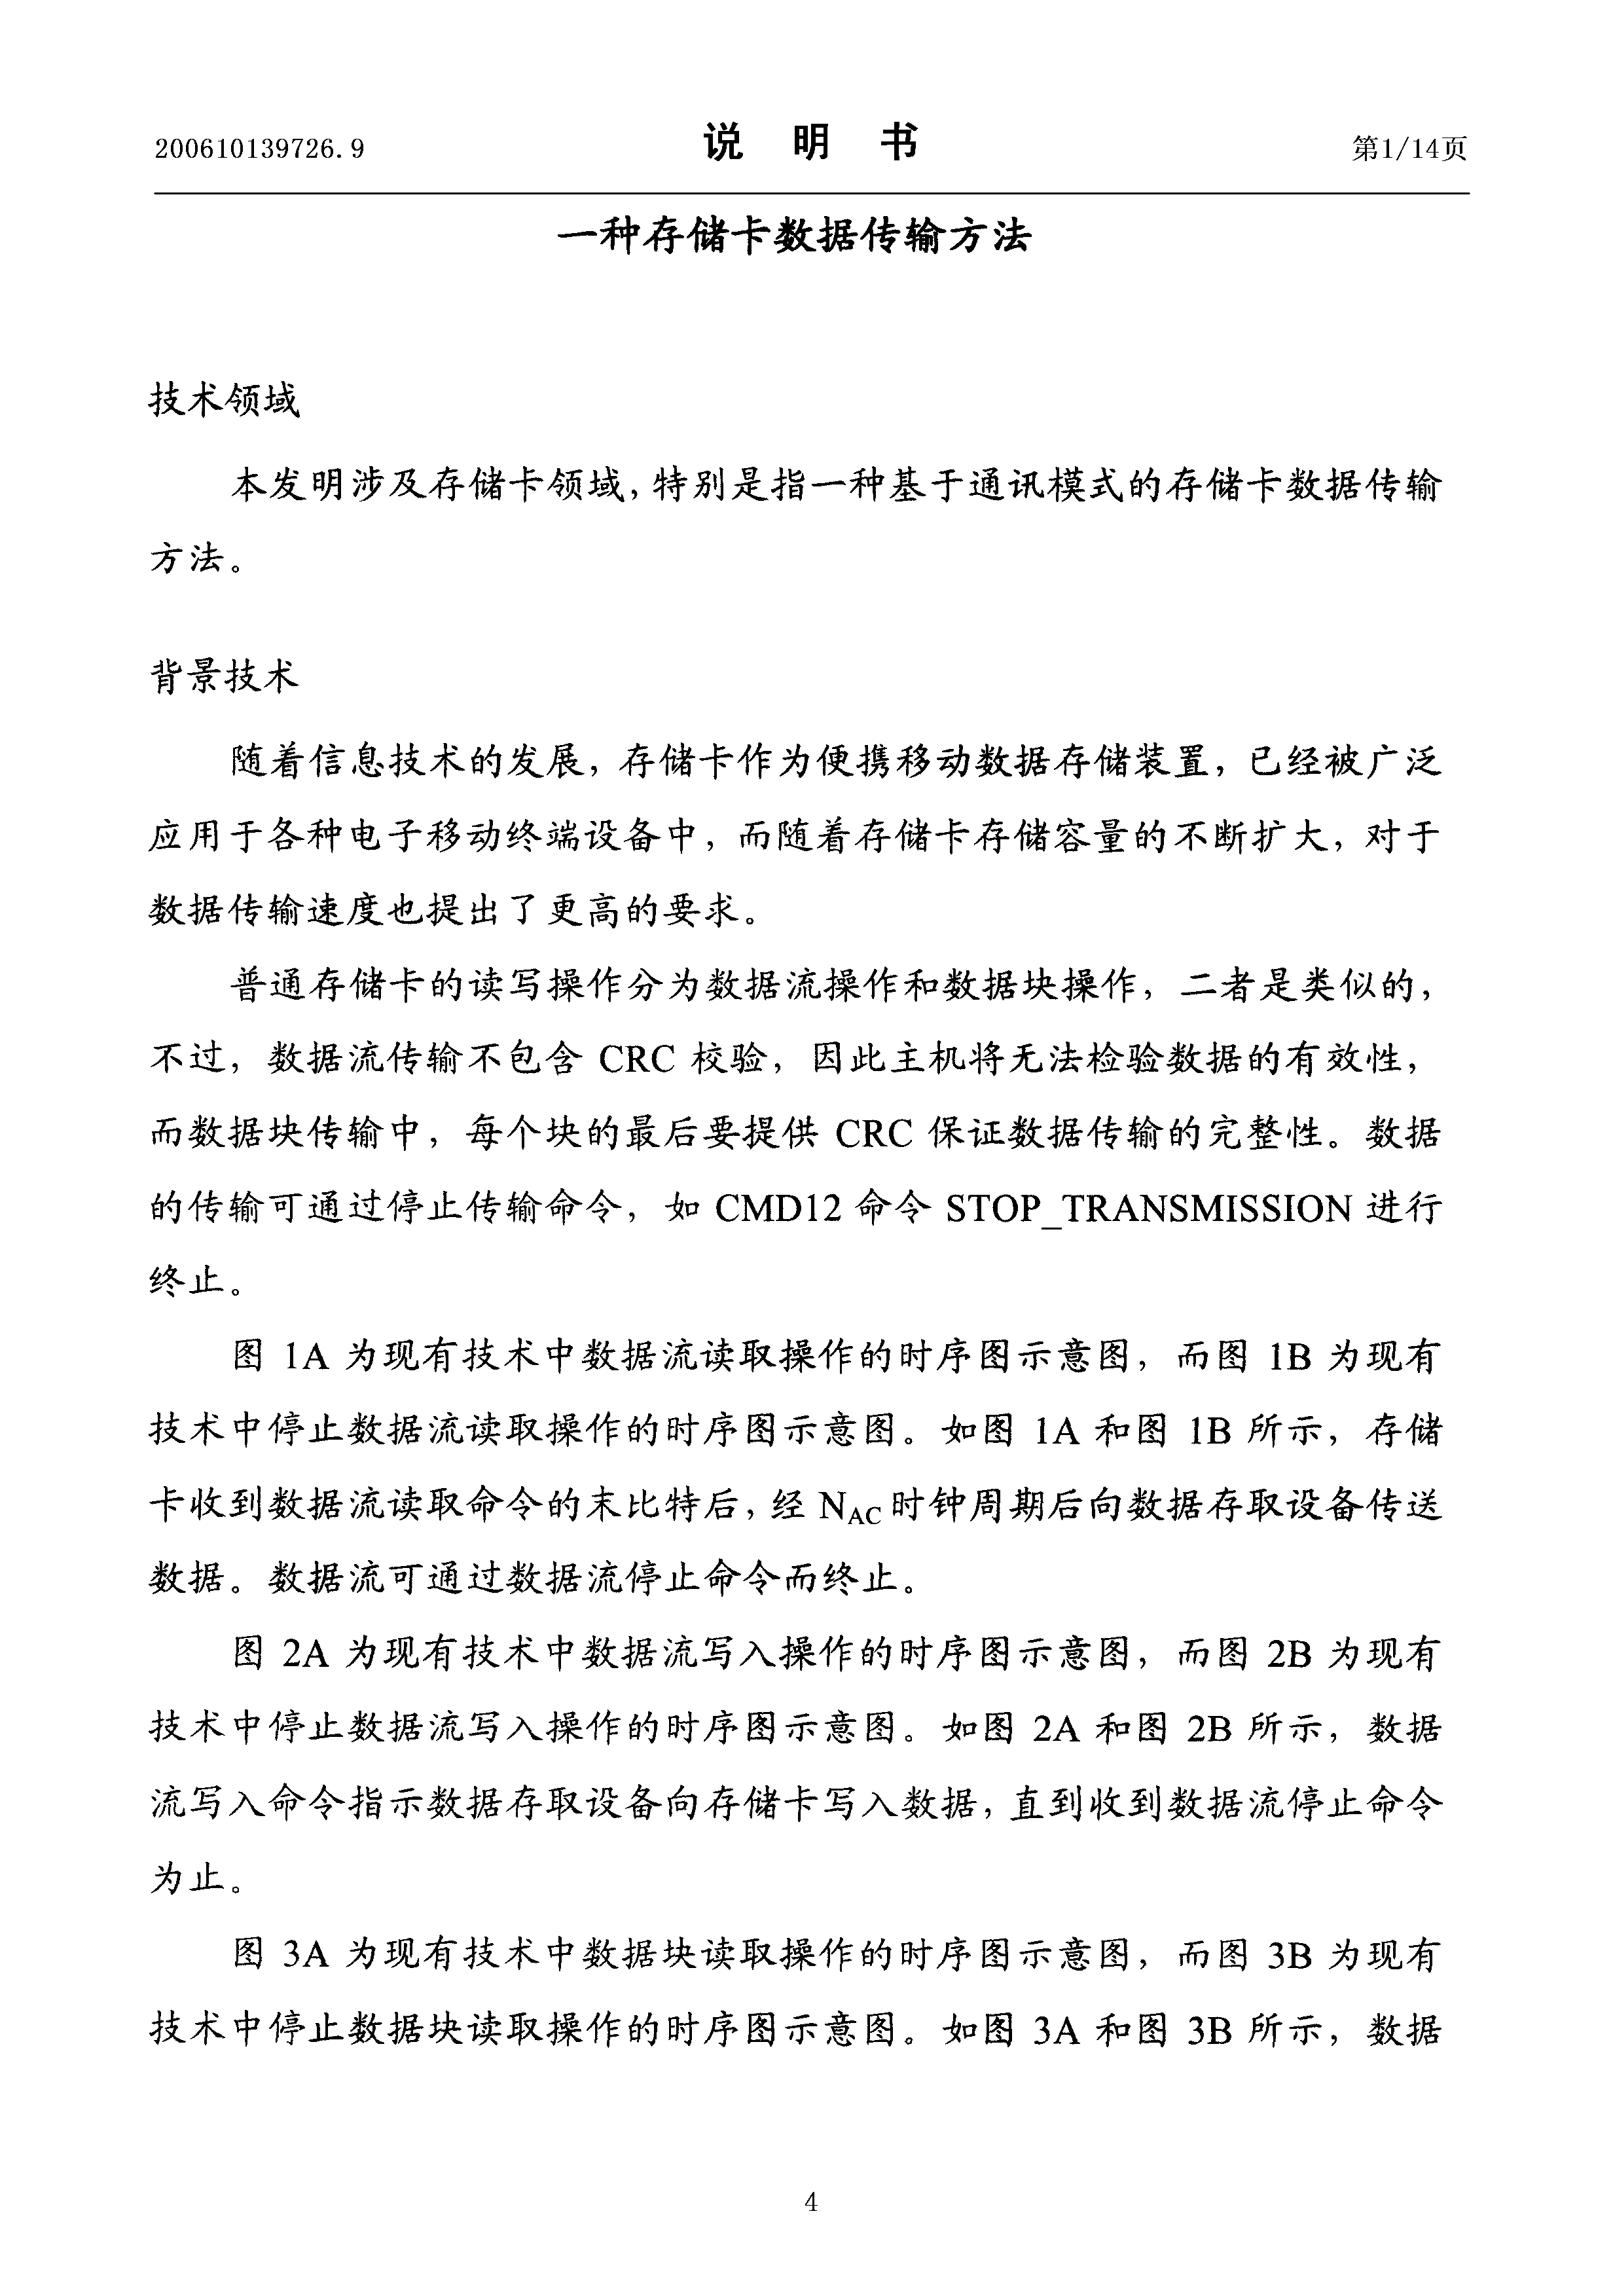 200610139726.9
说 明 书
第1/14页
一种存储卡数据传输方法
技术领域
本发明涉及存储卡领域，特别是指一种基于通讯模式的存储卡数据传输
方法。
背景技术
随着信息技术的发展，存储卡作为便携移动数据存储装置，已经被广泛
应用于各种电子移动终端设备中，而随着存储卡存储容量的不断扩大，对于
数据传输速度也提出了更高的要求。
普通存储卡的读写操作分为数据流操作和数据块操作，二者是类似的，
不过，数据流传输不包含 CRC 校验，因此主机将无法检验数据的有效性，
而数据块传输中，每个块的最后要提供 CRC 保证数据传输的完整性。数据
的传输可通过停止传输命令，如 CMD12 命令 STOP_TRANSMISSION 进行
终止。
图 1A 为现有技术中数据流读取操作的时序图示意图，而图 1B 为现有
技术中停止数据流读取操作的时序图示意图。如图 1A 和图 1B 所示，存储
卡收到数据流读取命令的末比特后，经 NAC 时钟周期后向数据存取设备传送
数据。数据流可通过数据流停止命令而终止。
图 2A 为现有技术中数据流写入操作的时序图示意图，而图 2B 为现有
技术中停止数据流写入操作的时序图示意图。如图 2A 和图 2B 所示，数据
流写入命令指示数据存取设备向存储卡写入数据，直到收到数据流停止命令
为止。
图 3A 为现有技术中数据块读取操作的时序图示意图，而图 3B 为现有
技术中停止数据块读取操作的时序图示意图。如图 3A 和图 3B 所示，数据
4